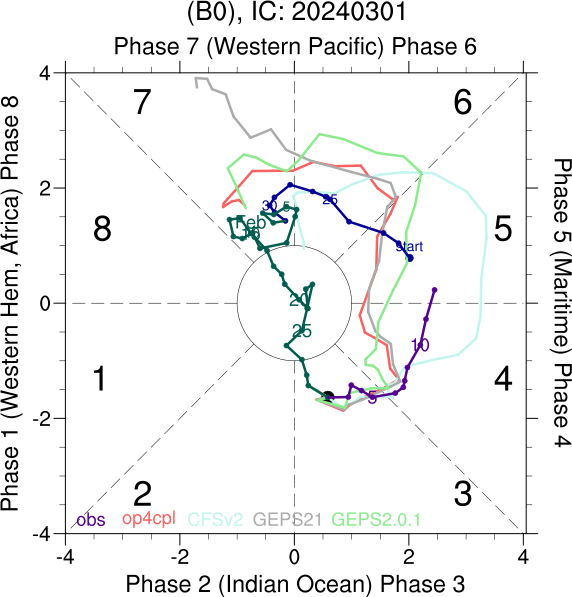 (B0), IC: 20240301
Phase 7 (Western Pacific) Phase 6
Phase 1 (Western Hem, Africa) Phase 8
Phase 5 (Maritime) Phase 4
4
2
0
-2
-4
7
6
8
5
1
4
2
3
30
5
25
Feb
start
20
25
10
5
obs op4cpl CFSv2 GEPS21 GEPS2.0.1
-4 -2 0 2 4
Phase 2 (Indian Ocean) Phase 3